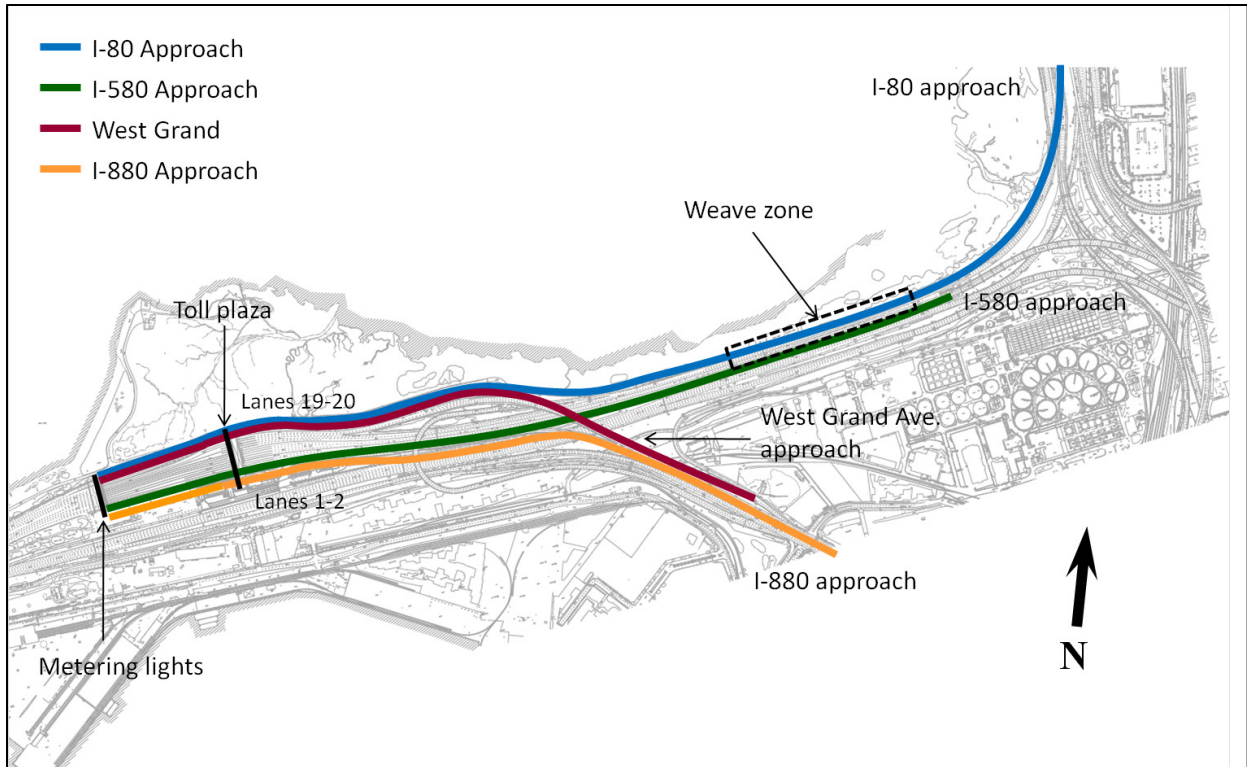 I-80 Approach
I-580 Approach
West Grand
I-880 Approach
I-80 approach
Weave zone
I-580 approach
Toll plaza
Lanes 19-20
West Grand Ave.
approach
Lanes 1-2
I-880 approach
Metering lights
N